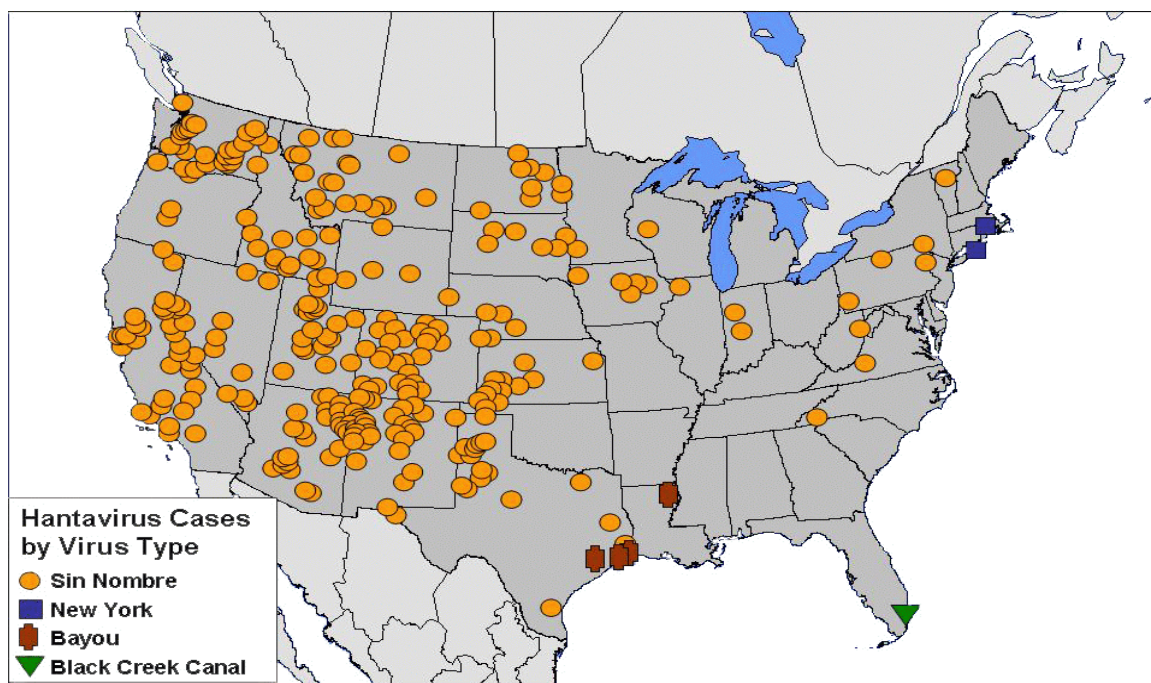 Hantavirus Cases
by Virus Type
Sin Nombre
New York
Bayou
Black Creek Canal